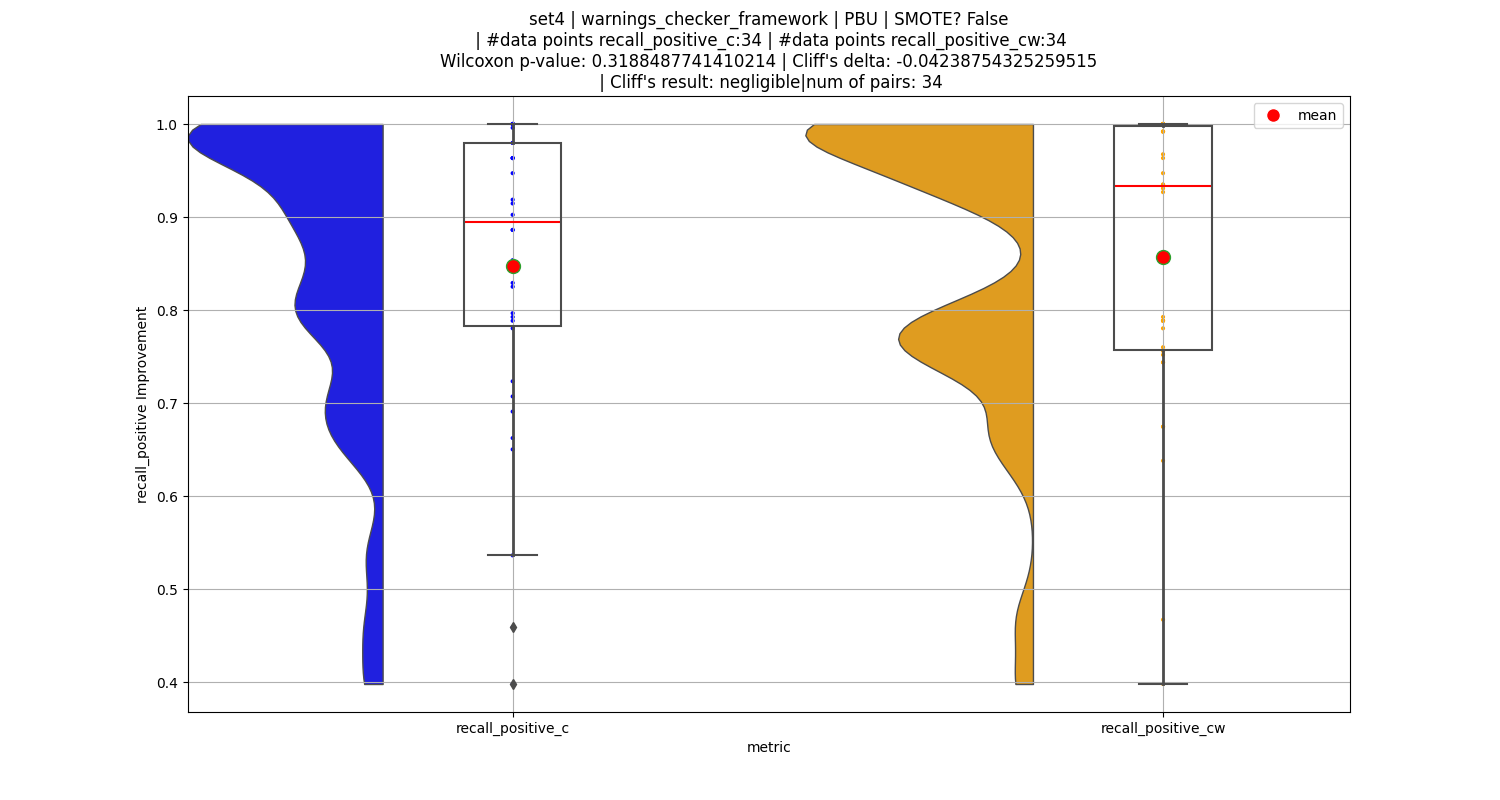 set4 | warnings_checker_framework | PBU | SMOTE? False
| #data points recall_positive_c:34 | #data points recall_positive_cw:34
Wilcoxon p-value: 0.3188487741410214 | Cliff's delta: -0.04238754325259515
| Cliff's result: negligible|num of pairs: 34
mean
1.0
0.9
0.8
0.7
0.6
0.5
0.4
recall_positive Improvement
recall_positive_c
recall_positive_cw
metric